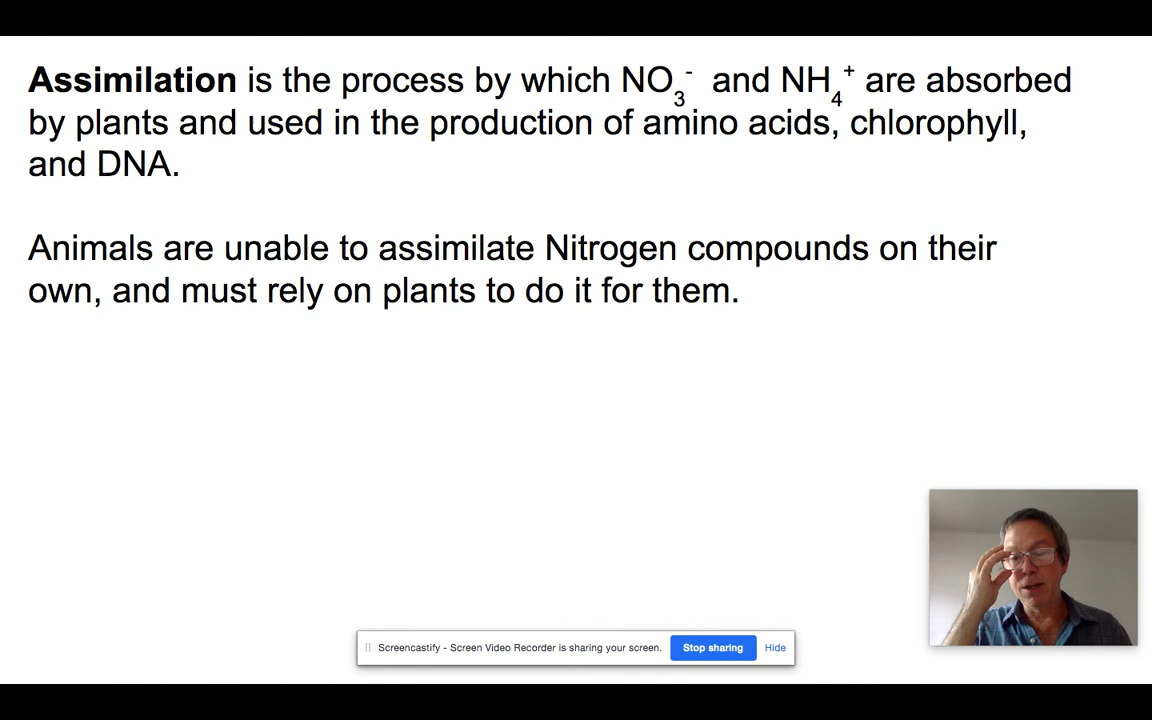 Assimilation is the process by which NO₃⁻ and NH₄⁺ are absorbed
by plants and used in the production of amino acids, chlorophyll,
and DNA.
Animals are unable to assimilate Nitrogen compounds on their
own, and must rely on plants to do it for them.
Screencastify - Screen Video Recorder is sharing your screen. Stop sharing Hide